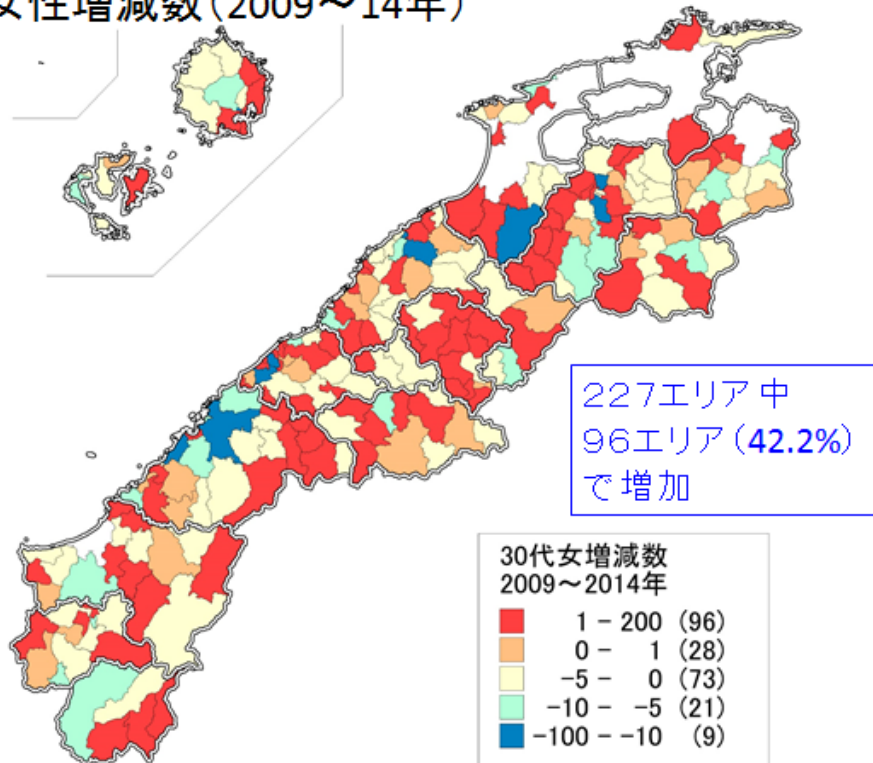 女性増減数（2009～14年）
227エリア中
96エリア（42.2%）
で増加
30代女増減数
2009～2014年
1 － 200 (96)
0 － 1 (28)
-5 － 0 (73)
-10 － -5 (21)
-100 － -10 (9)